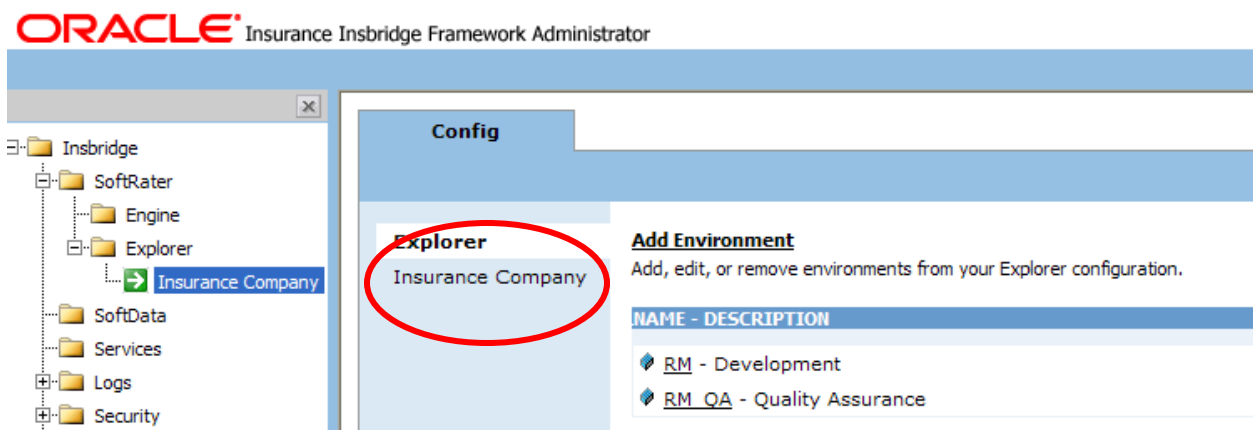 ORACLE Insurance Insbridge Framework Administrator
Insbridge
SoftRater
Engine
Explorer
Insurance Company
SoftData
Services
Logs
Security
Config
Explorer
Insurance Company
Add Environment
Add, edit, or remove environments from your Explorer configuration.
NAME - DESCRIPTION
RM - Development
RM_QA - Quality Assurance